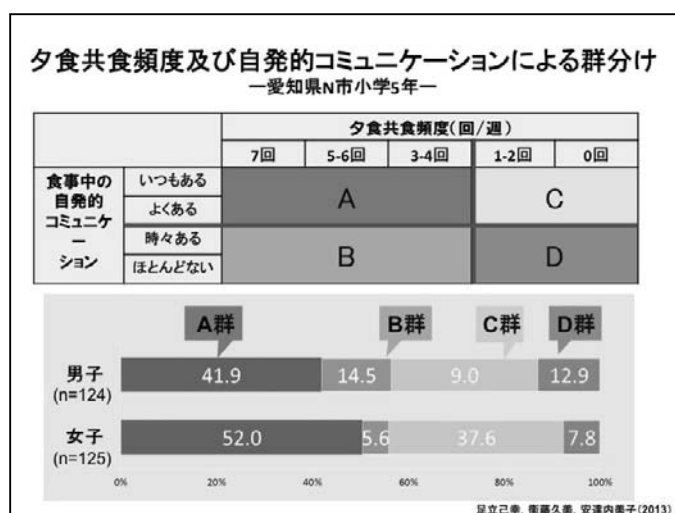 夕食共食頻度及び自発的コミュニケーションによる群分け
―愛知県N市小学5年―
夕食共食頻度(回/週)
7回 5-6回 3-4回 1-2回 0回
食事中の
自発的
コミュニケ
ー
ション
いつもある
よくある
時々ある
ほとんどない
A
C
B
D
A群 B群 C群 D群
男子
(n=124)
41.9 14.5 9.0 12.9
女子
(n=125)
52.0 5.6 37.6 7.8
0% 20% 40% 60% 80% 100%
足立己幸, 衛藤久美, 安達内美子(2013)